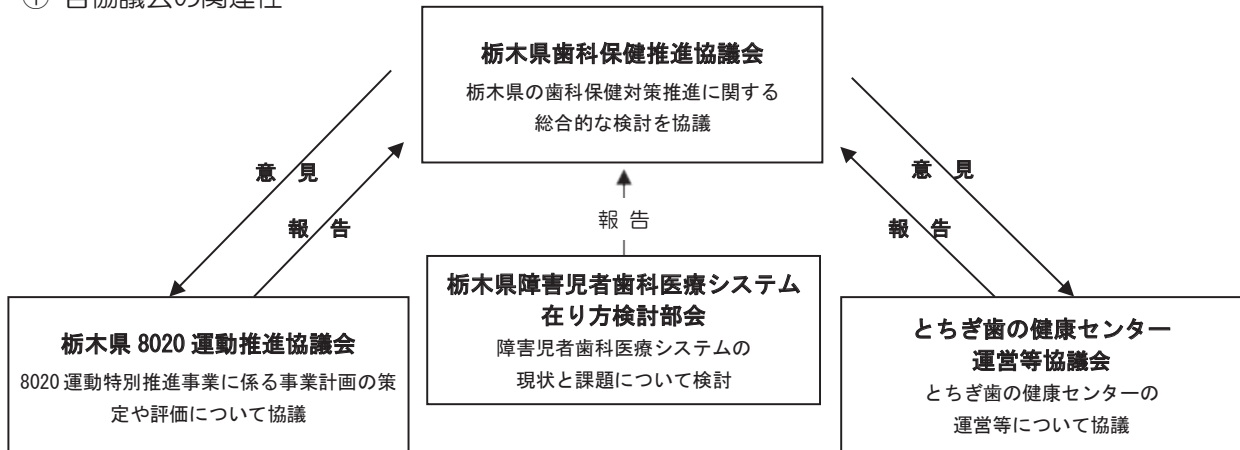 ① 各協議会の関連性
栃木県歯科保健推進協議会
栃木県の歯科保健対策推進に関する
総合的な検討を協議
意 見
報 告
報 告
意 見
報 告
栃木県 8020 運動推進協議会
8020 運動特別推進事業に係る事業計画の策
定や評価について協議
栃木県障害児者歯科医療システム
在り方検討部会
障害児者歯科医療システムの
現状と課題について検討
とちぎ歯の健康センター
運営等協議会
とちぎ歯の健康センターの
運営等について協議